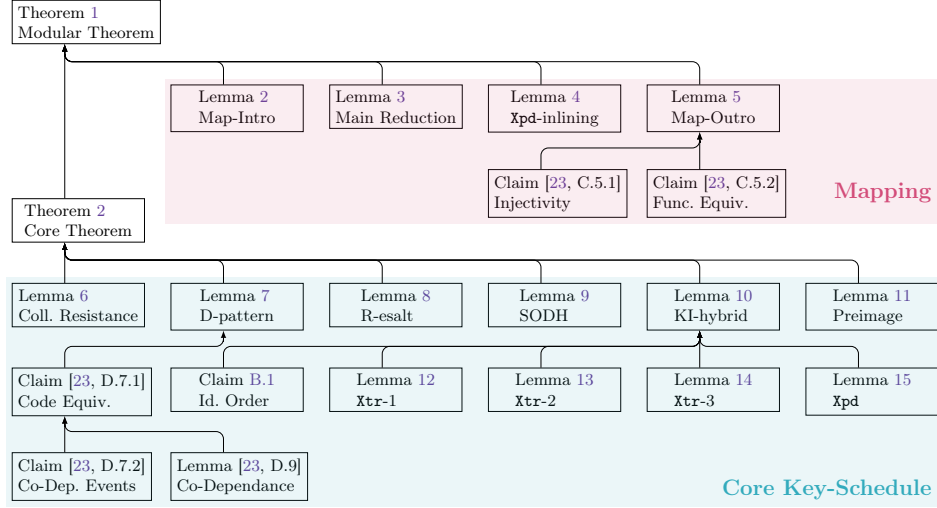 Theorem 1
Modular Theorem
Lemma 2
Map-Intro
Lemma 3
Main Reduction
Lemma 4
Xpd-inlining
Lemma 5
Map-Outro
Claim [23, C.5.1]
Injectivity
Claim [23, C.5.2]
Func. Equiv.
Mapping
Theorem 2
Core Theorem
Lemma 6
Coll. Resistance
Lemma 7
D-pattern
Lemma 8
R-esalt
Lemma 9
SODH
Lemma 10
KI-hybrid
Lemma 11
Preimage
Claim [23, D.7.1]
Code Equiv.
Claim B.1
Id. Order
Lemma 12
Xtr-1
Lemma 13
Xtr-2
Lemma 14
Xtr-3
Lemma 15
Xpd
Claim [23, D.7.2]
Co-Dep. Events
Lemma [23, D.9]
Co-Dependance
Core Key-Schedule